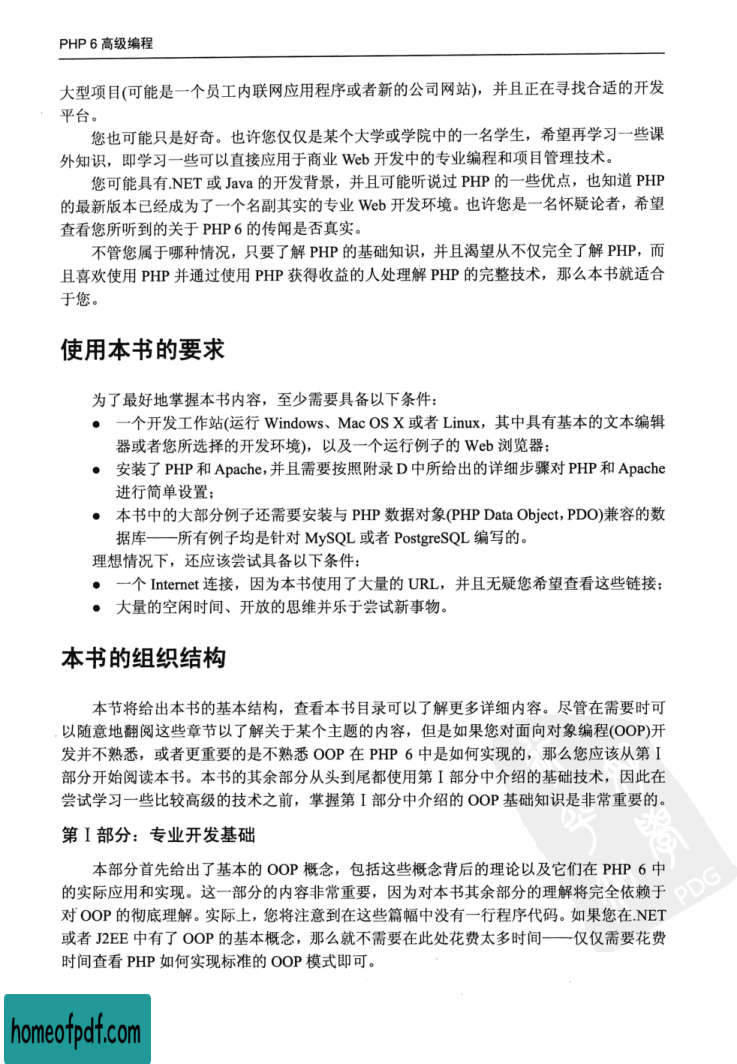 PHP 6 高级编程
大型项目(可能是一个员工内联网应用程序或者新的公司网站)，并且正在寻找合适的开发
平台。
您也可能只是好奇。也许您仅仅是某个大学或学院中的一名学生，希望再学习一些课
外知识，即学习一些可以直接应用于商业 Web 开发中的专业编程和项目管理技术。
您可能具有.NET 或 Java 的开发背景，并且可能听说过 PHP 的一些优点，也知道 PHP
的最新版本已经成为了一个名副其实的专业 Web 开发环境。也许您是一名怀疑论者，希望
查看您所听到的关于 PHP 6 的传闻是否真实。
不管您属于哪种情况，只要了解 PHP 的基础知识，并且渴望从不仅完全了解 PHP，而
且喜欢使用 PHP 并通过使用 PHP 获得收益的人处理解 PHP 的完整技术，那么本书就适合
于您。
使用本书的要求
为了最好地掌握本书内容，至少需要具备以下条件：
● 一个开发工作站(运行 Windows、Mac OS X 或者 Linux，其中具有基本的文本编辑
器或者您所选择的开发环境)，以及一个运行例子的 Web 浏览器；
● 安装了 PHP 和 Apache，并且需要按照附录 D 中所给出的详细步骤对 PHP 和 Apache
进行简单设置；
● 本书中的大部分例子还需要安装与 PHP 数据对象(PHP Data Object，PDO)兼容的数
据库——所有例子均是针对 MySQL 或者 PostgreSQL 编写的。
理想情况下，还应该尝试具备以下条件：
● 一个 Internet 连接，因为本书使用了大量的 URL，并且无疑您希望查看这些链接；
● 大量的空闲时间、开放的思维并乐于尝试新事物。
本书的组织结构
本节将给出本书的基本结构，查看本书目录可以了解更多详细内容。尽管在需要时可
以随意地翻阅这些章节以了解关于某个主题的内容，但是如果您对面向对象编程(OOP)开
发并不熟悉，或者更重要的是不熟悉 OOP 在 PHP 6 中是如何实现的，那么您应该从第 I
部分开始阅读本书。本书的其余部分从头到尾都使用第 I 部分中介绍的基础技术，因此在
尝试学习一些比较高级的技术之前，掌握第 I 部分中介绍的 OOP 基础知识是非常重要的。
第 I 部分：专业开发基础
本部分首先给出了基本的 OOP 概念，包括这些概念背后的理论以及它们在 PHP 6 中
的实际应用和实现。这一部分的内容非常重要，因为对本书其余部分的理解将完全依赖于
对 OOP 的彻底理解。实际上，您将注意到在这些篇幅中没有一行程序代码。如果您在.NET
或者 J2EE 中有了 OOP 的基本概念，那么就不需要在此处花费太多时间——仅仅需要花费
时间查看 PHP 如何实现标准的 OOP 模式即可。
PDG
homeofpdf.com